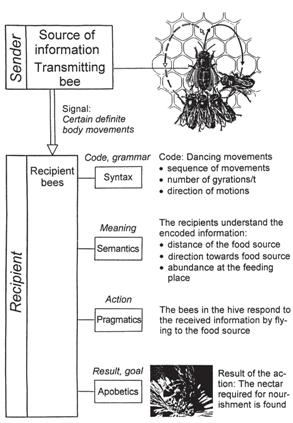 Sender
Source of
information
Transmitting
bee
Signal:
Certain definite
body movements
Recipient
Recipient
bees
Code, grammar
Syntax
Code: Dancing movements
• sequence of movements
• number of gyrations/t
• direction of motions
Meaning
Semantics
The recipients understand the
encoded information:
• distance of the food source
• direction towards food source
• abundance at the feeding
place
Action
Pragmatics
The bees in the hive respond to
the received information by fly-
ing to the food source
Result, goal
Apobetics
Result of the ac-
tion: The nectar
required for nour-
ishment is found